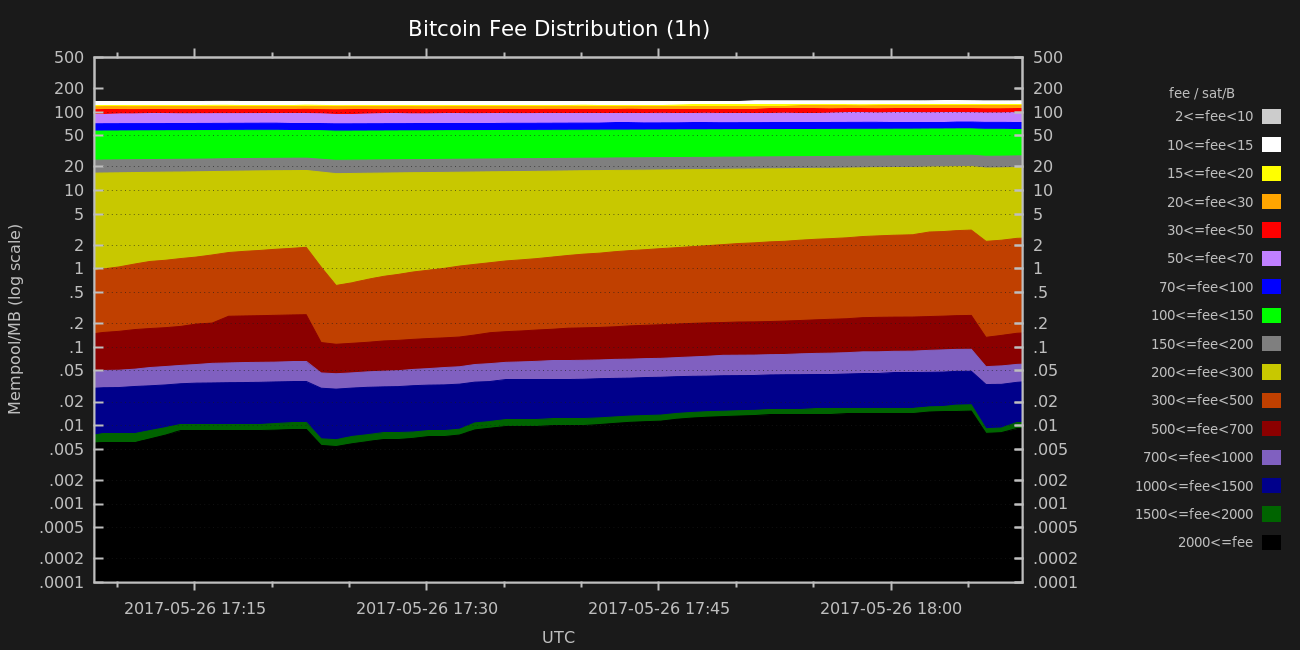 Bitcoin Fee Distribution (1h)
500
200
100
50
20
10
5
2
1
.5
.2
.1
.05
.02
.01
.005
.002
.001
.0005
.0002
.0001
Mempool/MB (log scale)
500
200
100
50
20
10
5
2
1
.5
.2
.1
.05
.02
.01
.005
.002
.001
.0005
.0002
.0001
2017-05-26 17:15
2017-05-26 17:30
2017-05-26 17:45
2017-05-26 18:00
UTC
fee / sat/B
2<=fee<10
10<=fee<15
15<=fee<20
20<=fee<30
30<=fee<50
50<=fee<70
70<=fee<100
100<=fee<150
150<=fee<200
200<=fee<300
300<=fee<500
500<=fee<700
700<=fee<1000
1000<=fee<1500
1500<=fee<2000
2000<=fee